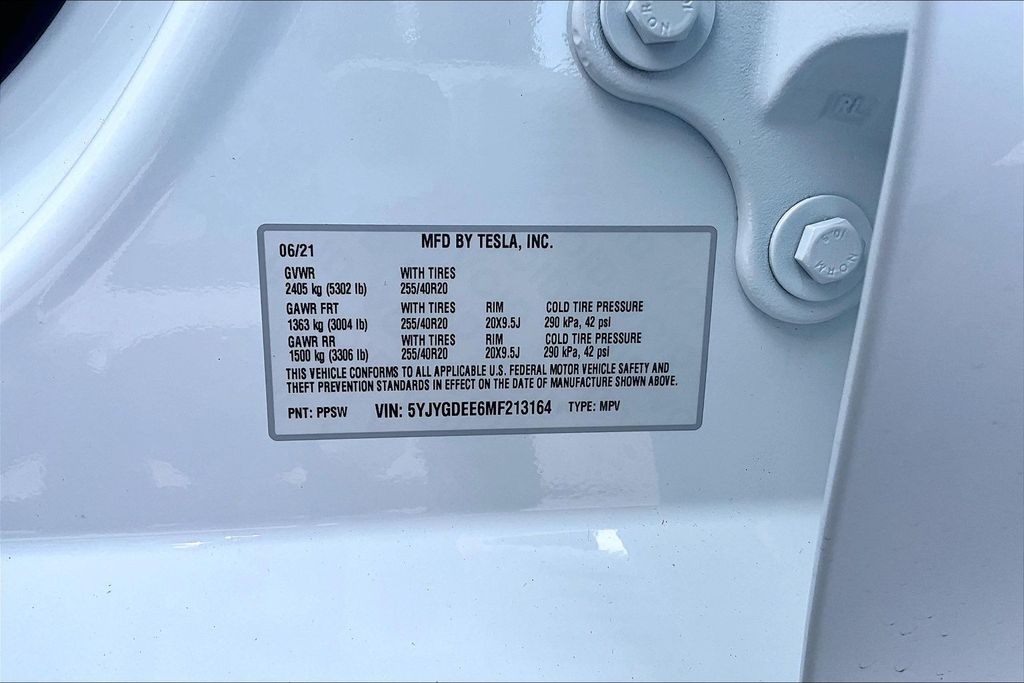 MFD BY TESLA, INC.
06/21
GVWR WITH TIRES
2405 kg (5302 lb) 255/40R20
GAWR FRT WITH TIRES RIM COLD TIRE PRESSURE
1363 kg (3004 lb) 255/40R20 20X9.5J 290 kPa, 42 psi
GAWR RR WITH TIRES RIM COLD TIRE PRESSURE
1500 kg (3306 lb) 255/40R20 20X9.5J 290 kPa, 42 psi
THIS VEHICLE CONFORMS TO ALL APPLICABLE U.S. FEDERAL MOTOR VEHICLE SAFETY AND
THEFT PREVENTION STANDARDS IN EFFECT ON THE DATE OF MANUFACTURE SHOWN ABOVE.
PNT: PPSW VIN: 5YJYGDEE6MF213164 TYPE: MPV
RL
NORM